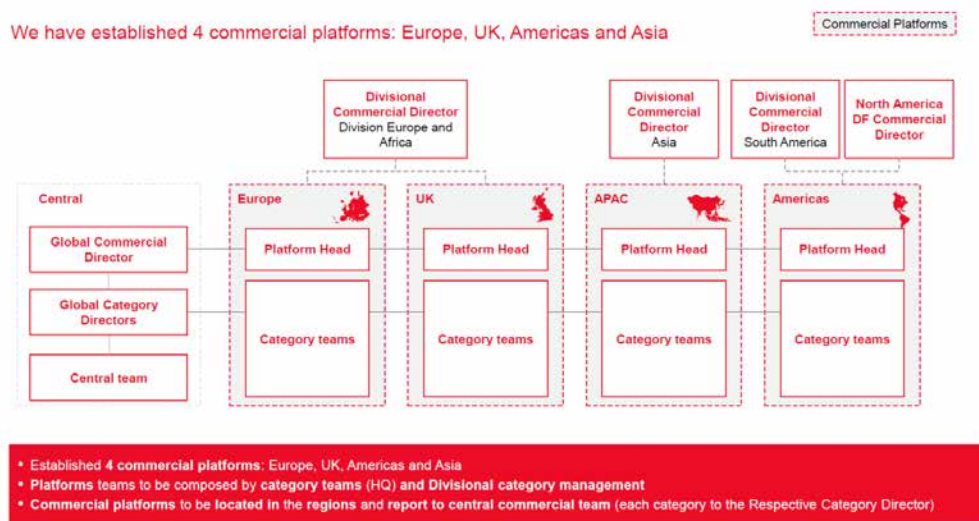 We have established 4 commercial platforms: Europe, UK, Americas and Asia
Commercial Platforms
Divisional
Commercial Director
Division Europe and
Africa
Divisional
Commercial
Director
Asia
Divisional
Commercial
Director
South America
North America
DF Commercial
Director
Central
Global Commercial
Director
Global Category
Directors
Central team
Europe
Platform Head
Category teams
UK
Platform Head
Category teams
APAC
Platform Head
Category teams
Americas
Platform Head
Category teams
• Established 4 commercial platforms: Europe, UK, Americas and Asia
• Platforms teams to be composed by category teams (HQ) and Divisional category management
• Commercial platforms to be located in the regions and report to central commercial team (each category to the Respective Category Director)